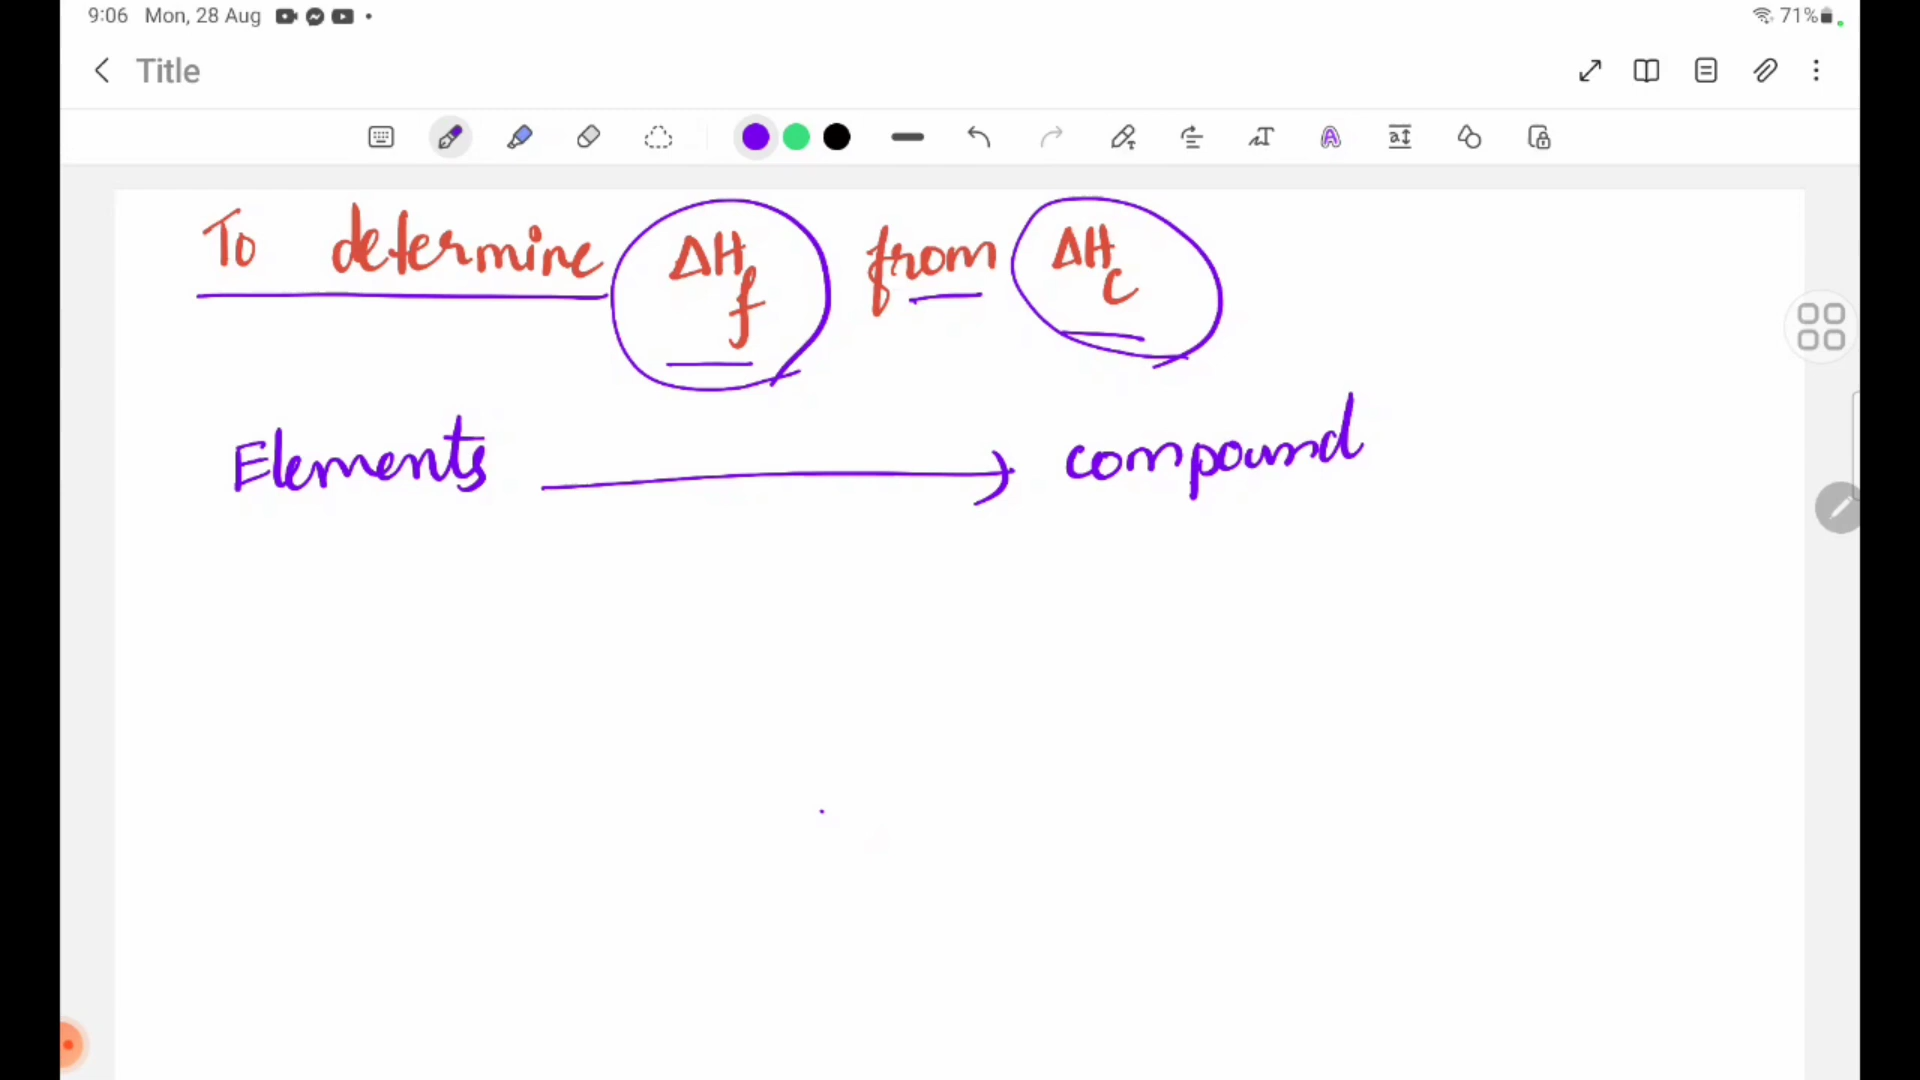 9:06 Mon, 28 Aug 71%
Title
To determine ΔHf from ΔHc
Elements → compound